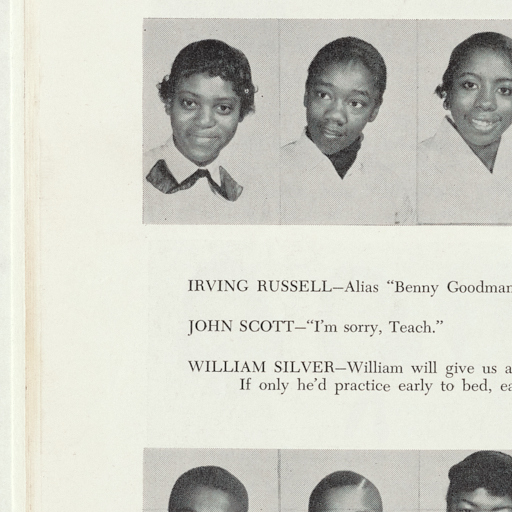 IRVING RUSSELL—Alias "Benny Goodman
JOHN SCOTT—"I'm sorry, Teach."
WILLIAM SILVER—William will give us a
If only he'd practice early to bed, ea